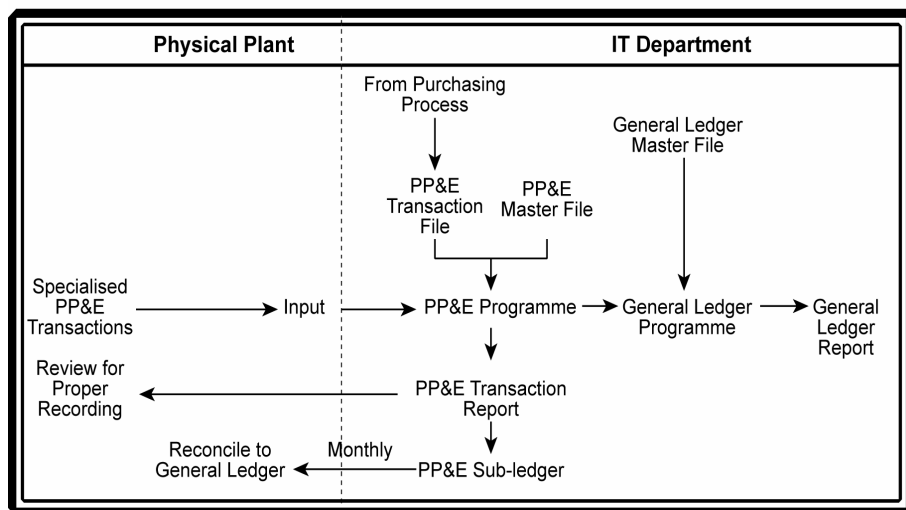 Physical Plant
IT Department
From Purchasing
Process
General Ledger
Master File
PP&E
Transaction
File
PP&E
Master File
Specialised
PP&E
Transactions
Input
PP&E Programme
General Ledger
Programme
General
Ledger
Report
Review for
Proper
Recording
PP&E Transaction
Report
Reconcile to
General Ledger
Monthly
PP&E Sub-ledger